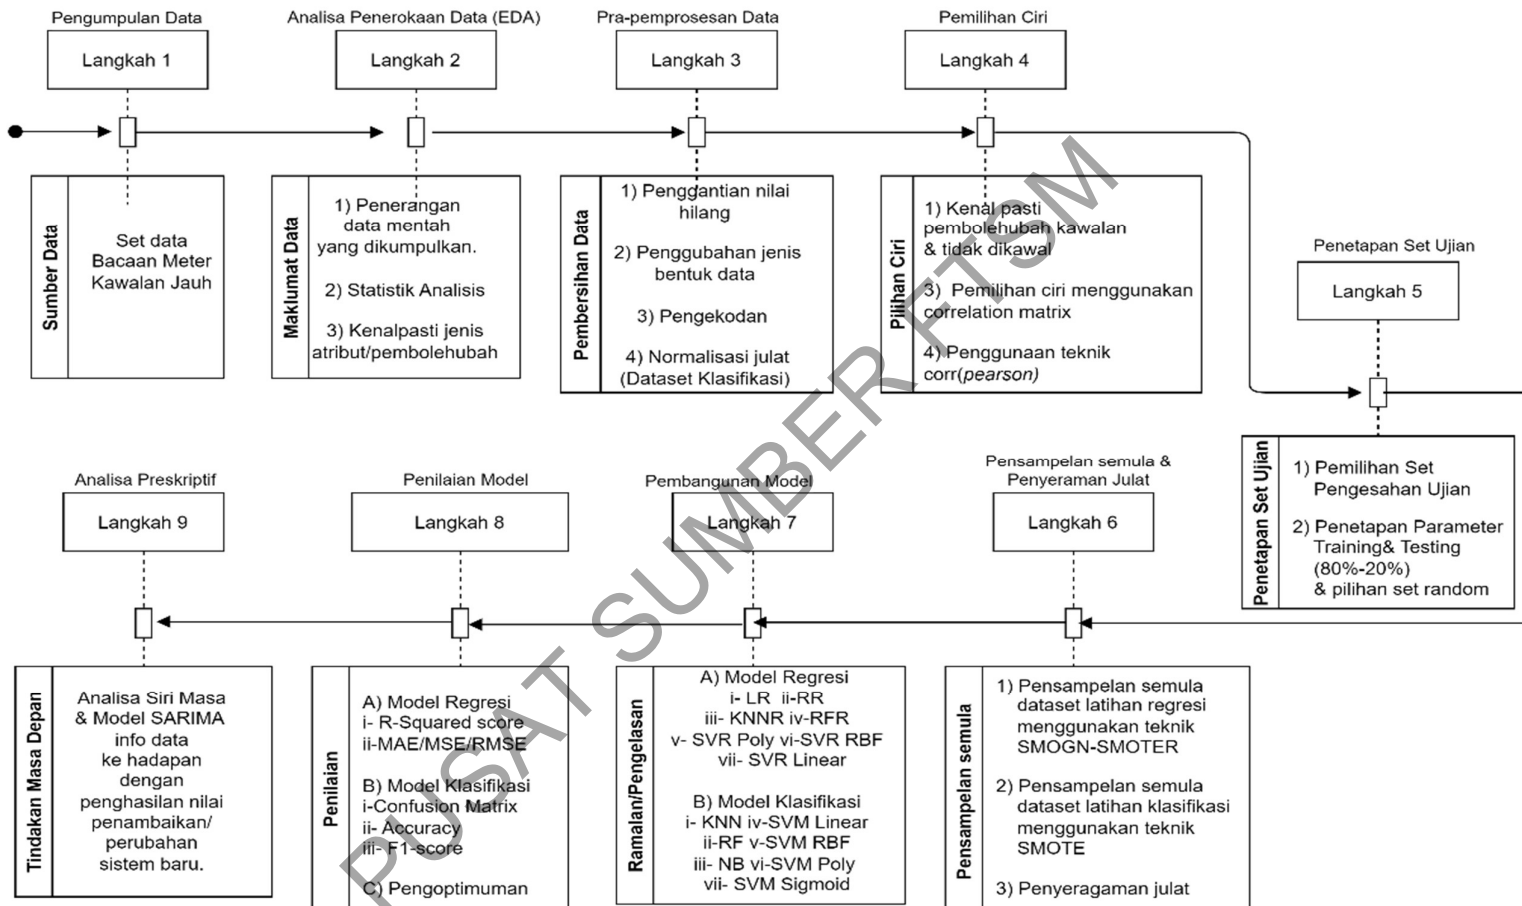 Pengumpulan Data
Langkah 1
Sumber Data
Set data
Bacaan Meter
Kawalan Jauh
Analisa Penerokaan Data (EDA)
Langkah 2
Maklumat Data
1) Penerangan
data mentah
yang dikumpulkan.
2) Statistik Analisis
3) Kenalpasti jenis
atribut/pembolehubah
Pra-pemprosesan Data
Langkah 3
Pembersihan Data
1) Penggantian nilai
hilang
2) Penggubahan jenis
bentuk data
3) Pengekodan
4) Normalisasi julat
(Dataset Klasifikasi)
Pemilihan Ciri
Langkah 4
Pilihan Ciri
1) Kenal pasti
pembolehubah kawalan
& tidak dikawal
3) Pemilihan ciri menggunakan
correlation matrix
4) Penggunaan teknik
corr(pearson)
Penetapan Set Ujian
Langkah 5
Penetapan Set Ujian
1) Pemilihan Set
Pengesahan Ujian
2) Penetapan Parameter
Training& Testing
(80%-20%)
& pilihan set random
Pensampelan semula &
Penyeraman Julat
Langkah 6
Pensampelan semula
1) Pensampelan semula
dataset latihan regresi
menggunakan teknik
SMOGN-SMOTER
2) Pensampelan semula
dataset latihan klasifikasi
menggunakan teknik
SMOTE
3) Penyeragaman julat
Pembangunan Model
Langkah 7
Ramalan/Pengelasan
A) Model Regresi
i- LR ii-RR
iii- KNNR iv-RFR
v- SVR Poly vi-SVR RBF
vii- SVR Linear
B) Model Klasifikasi
i- KNN iv-SVM Linear
ii-RF v-SVM RBF
iii- NB vi-SVM Poly
vii- SVM Sigmoid
Penilaian Model
Langkah 8
Penilaian
A) Model Regresi
i- R-Squared score
ii-MAE/MSE/RMSE
B) Model Klasifikasi
i-Confusion Matrix
ii- Accuracy
iii- F1-score
C) Pengoptimuman
Analisa Preskriptif
Langkah 9
Tindakan Masa Depan
Analisa Siri Masa
& Model SARIMA
info data
ke hadapan
dengan
penghasilan nilai
penambaikan/
perubahan
sistem baru.
PUSAT SUMBER FTSM